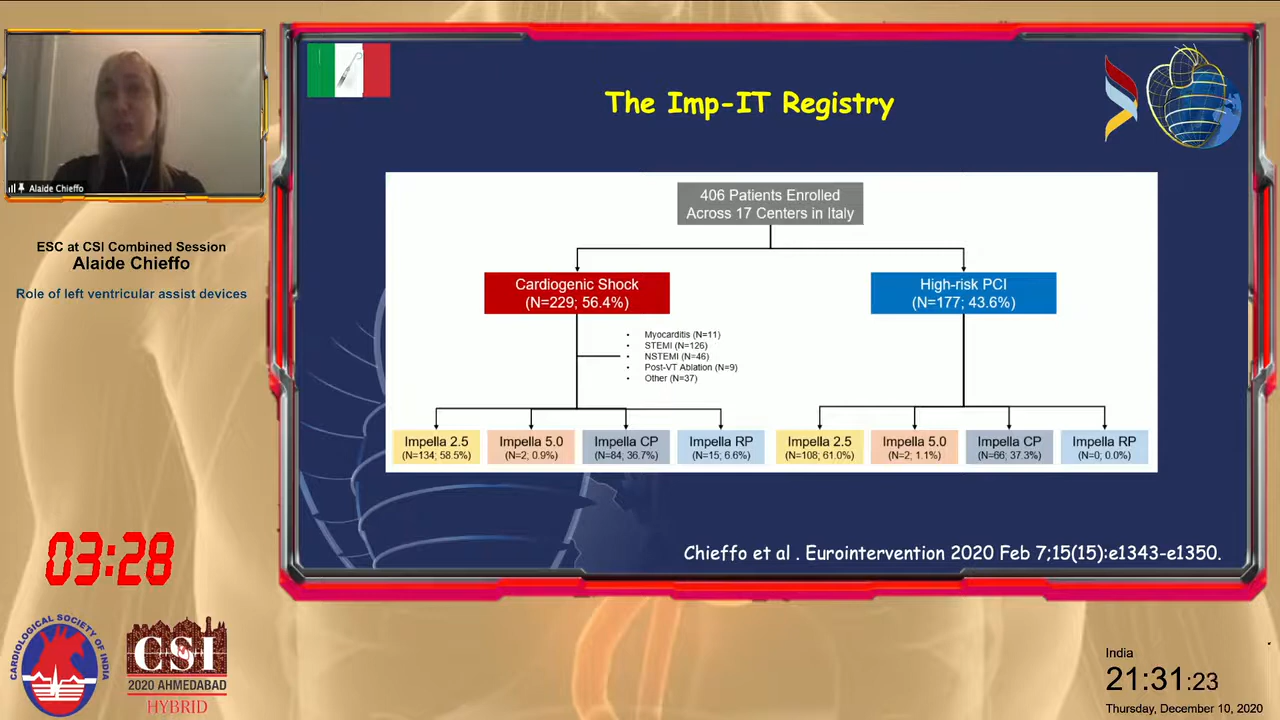 Alaide Chieffo
ESC at CSI Combined Session
Alaide Chieffo
Role of left ventricular assist devices
03:28
CARDIOLOGICAL SOCIETY OF INDIA
CSI
2020 AHMEDABAD
HYBRID
The Imp-IT Registry
406 Patients Enrolled
Across 17 Centers in Italy
Cardiogenic Shock
(N=229; 56.4%)
High-risk PCI
(N=177; 43.6%)
• Myocarditis (N=11)
• STEMI (N=126)
• NSTEMI (N=46)
• Post-VT Ablation (N=9)
• Other (N=37)
Impella 2.5
(N=134; 58.5%)
Impella 5.0
(N=2; 0.9%)
Impella CP
(N=84, 36.7%)
Impella RP
(N=15; 6.6%)
Impella 2.5
(N=108; 61.0%)
Impella 5.0
(N=2; 1.1%)
Impella CP
(N=66; 37.3%)
Impella RP
(N=0; 0.0%)
Chieffo et al . Eurointervention 2020 Feb 7;15(15):e1343-e1350.
India
21:31:23
Thursday, December 10, 2020